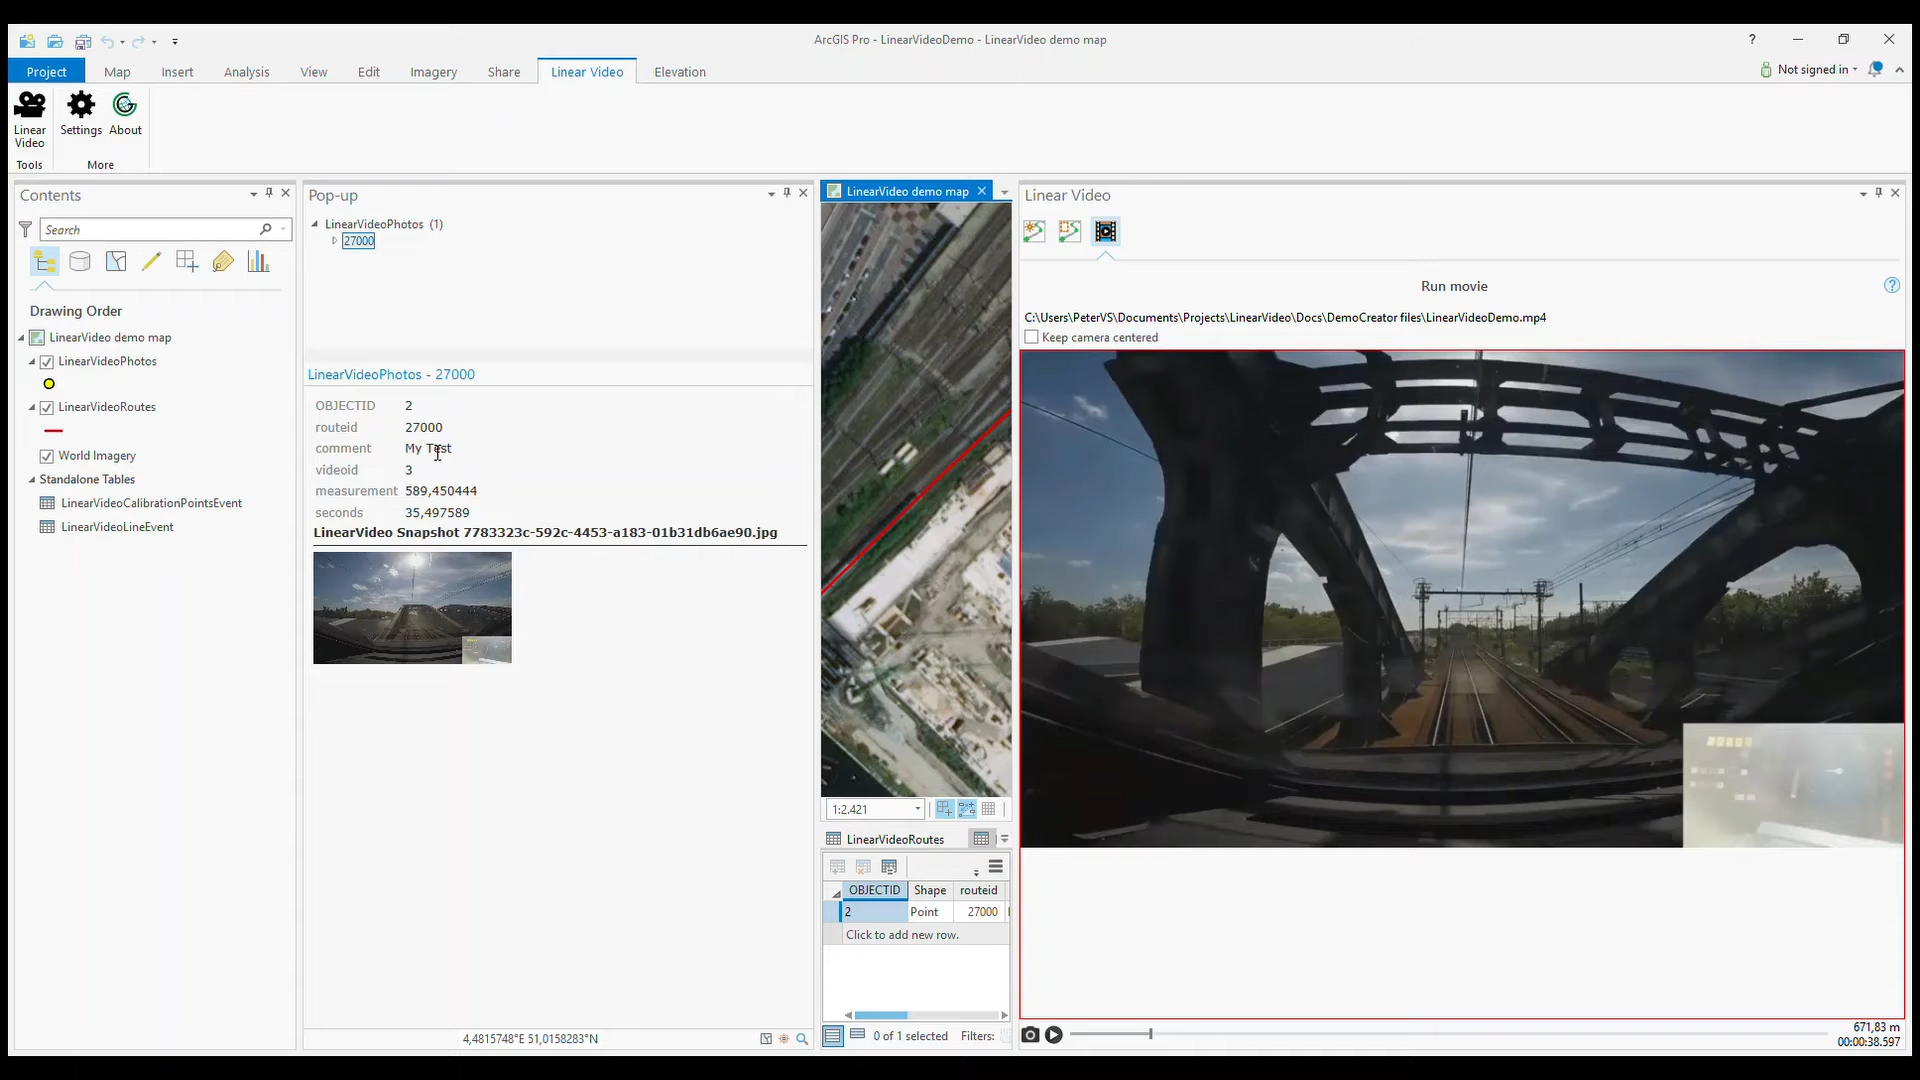 ArcGIS Pro - LinearVideoDemo - LinearVideo demo map
?
Project
Map
Insert
Analysis
View
Edit
Imagery
Share
Linear Video
Elevation
Not signed in
Linear Video
Settings
About
Tools
More
Contents
Search
Drawing Order
LinearVideo demo map
LinearVideoPhotos
LinearVideoRoutes
World Imagery
Standalone Tables
LinearVideoCalibrationPointsEvent
LinearVideoLineEvent
Pop-up
LinearVideoPhotos (1)
27000
LinearVideoPhotos - 27000
OBJECTID 2
routeid 27000
comment My Test
videoid 3
measurement 589,450444
seconds 35,497589
LinearVideo Snapshot 7783323c-592c-4453-a183-01b31db6ae90.jpg
4,4815748°E 51,0158283°N
LinearVideo demo map
1:2.421
LinearVideoRoutes
OBJECTID Shape routeid
2 Point 27000
Click to add new row.
0 of 1 selected
Filters:
Linear Video
Run movie
?
C:\Users\PeterVS\Documents\Projects\LinearVideo\Docs\DemoCreator files\LinearVideoDemo.mp4
Keep camera centered
671,83 m
00:00:38.597